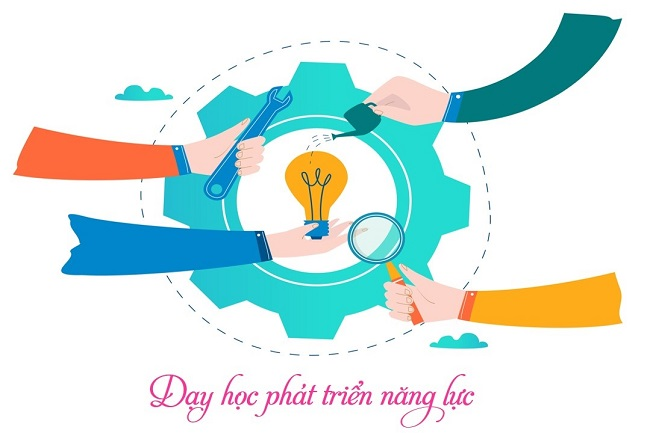 Dạy học phát triển năng lực